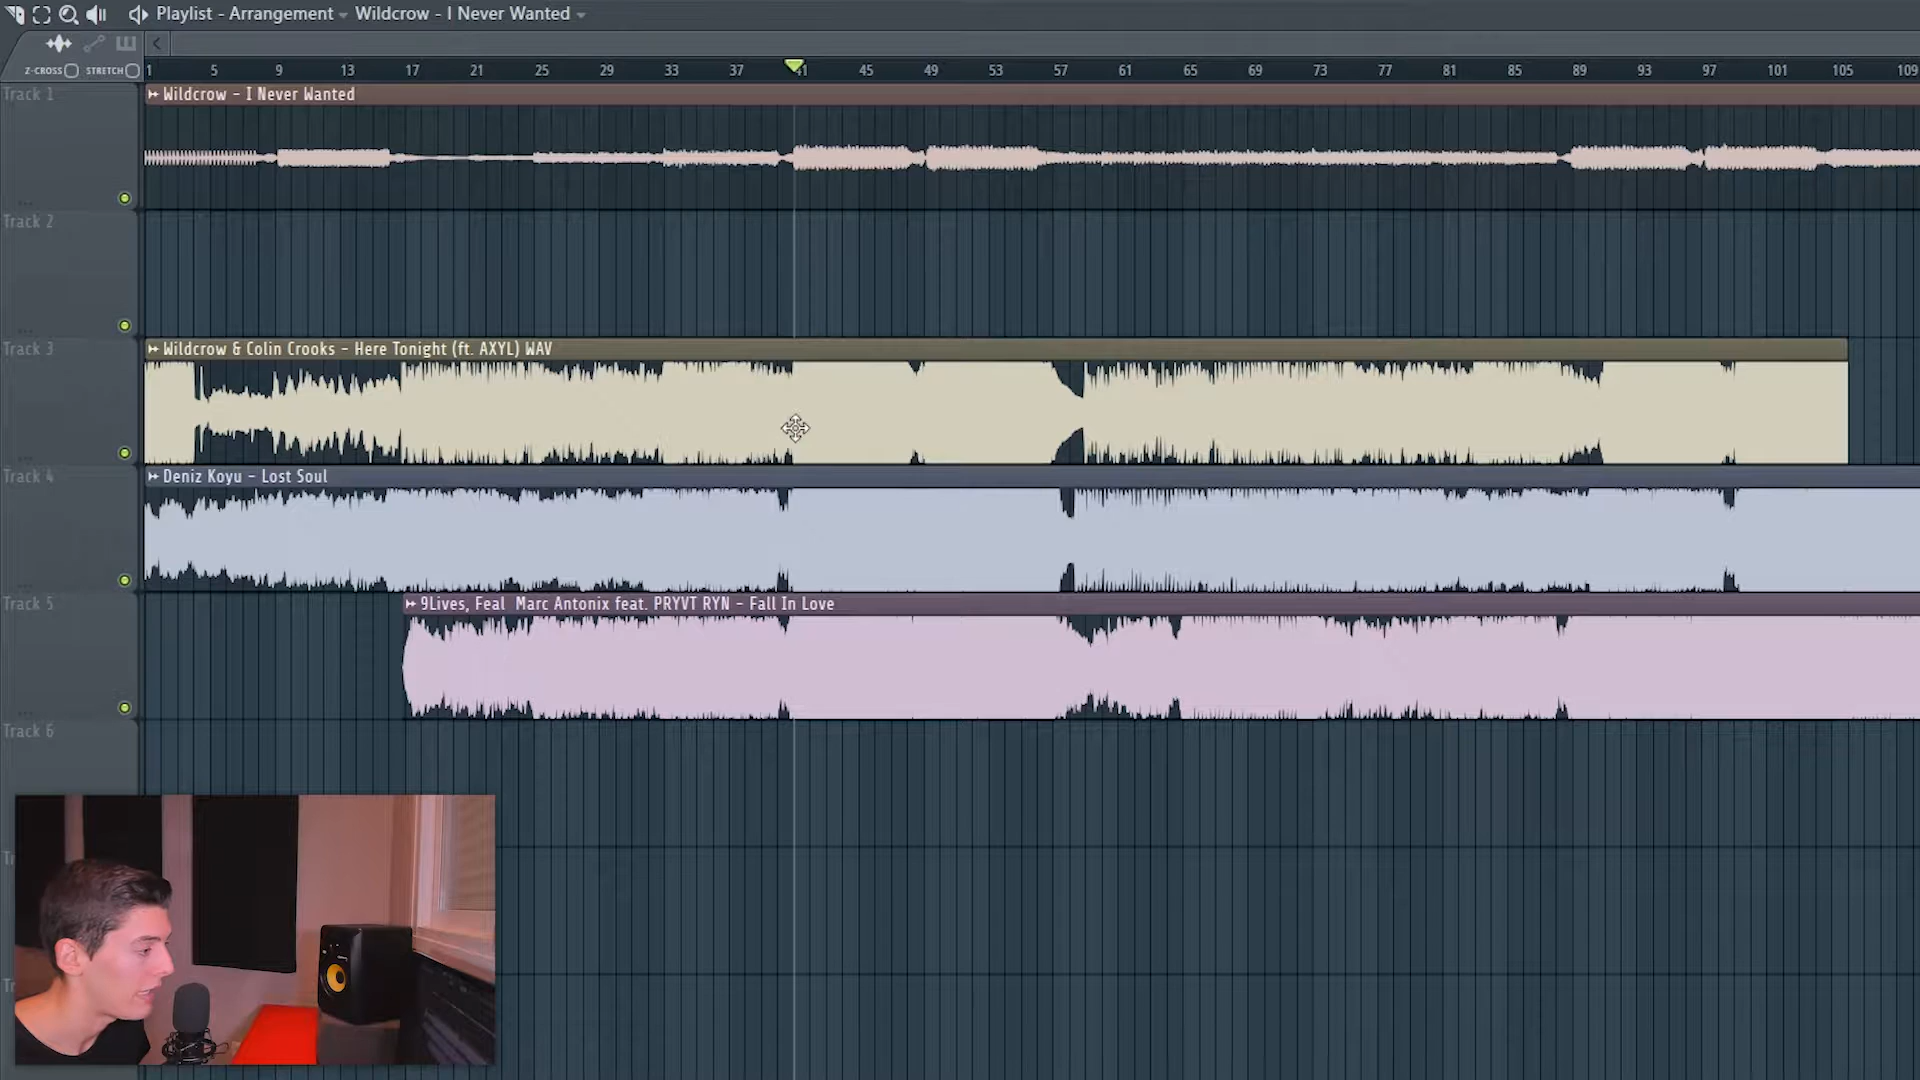 Playlist - Arrangement Wildcrow - I Never Wanted
Z-CROSS STRETCH 1 5 9 13 17 21 25 29 33 37 41 45 49 53 57 61 65 69 73 77 81 85 89 93 97 101 105 109
Track 1 Wildcrow - I Never Wanted
Track 2
Track 3 Wildcrow & Colin Crooks - Here Tonight (ft. AXYL) WAV
Track 4 Deniz Koyu - Lost Soul
Track 5 9Lives, Feal Marc Antonix feat. PRYVT RYN - Fall In Love
Track 6